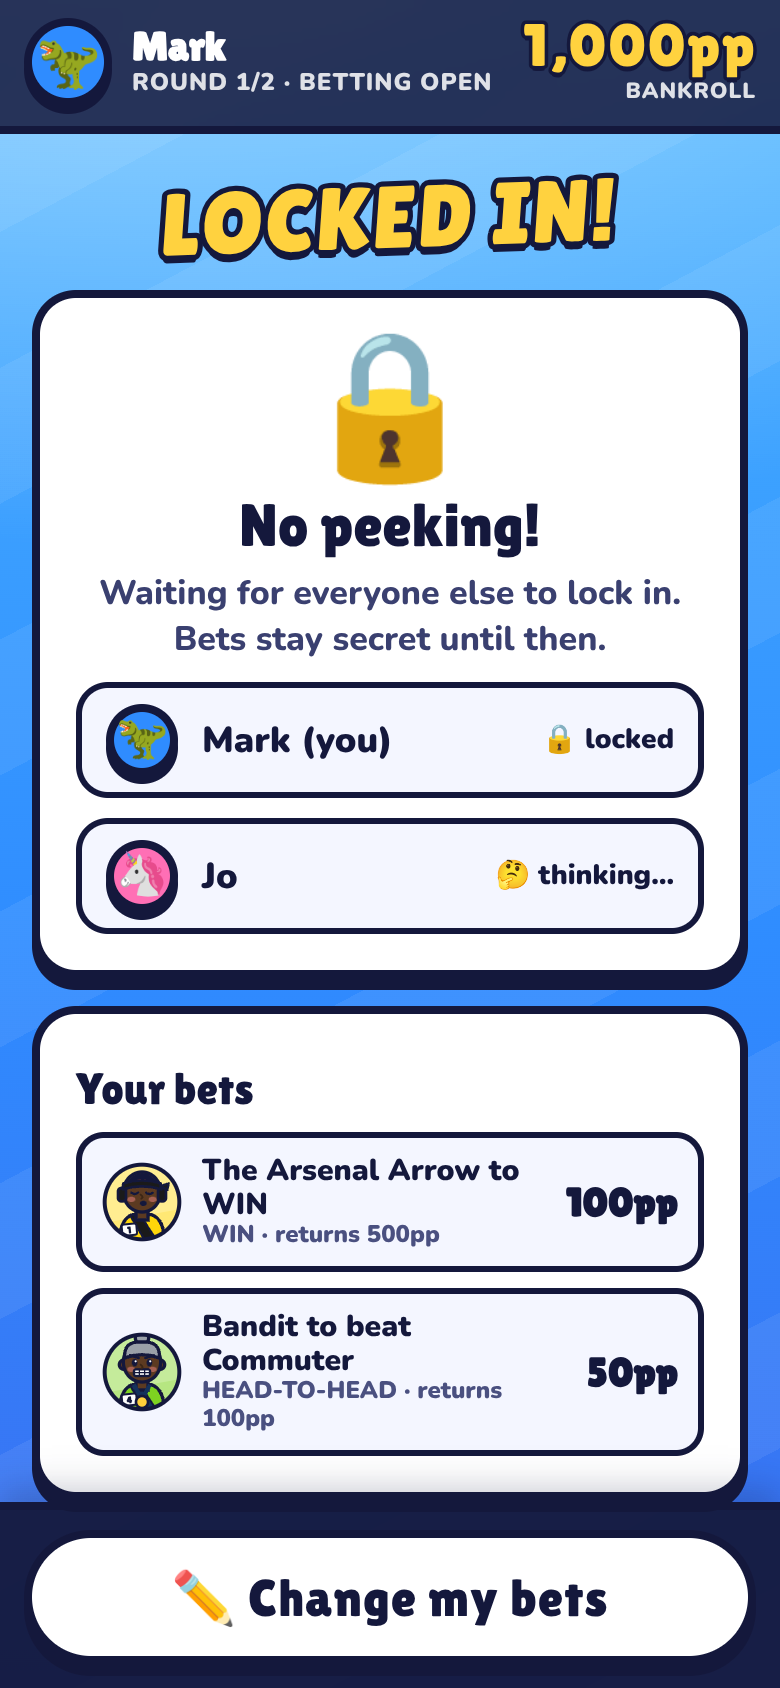 Mark
ROUND 1/2 · BETTING OPEN
1,000pp
BANKROLL
LOCKED IN!
No peeking!
Waiting for everyone else to lock in.
Bets stay secret until then.
Mark (you)
🔒 locked
Jo
🤔 thinking...
Your bets
The Arsenal Arrow to
WIN
WIN · returns 500pp
100pp
1
Bandit to beat
Commuter
HEAD-TO-HEAD · returns
100pp
50pp
4
✏️ Change my bets